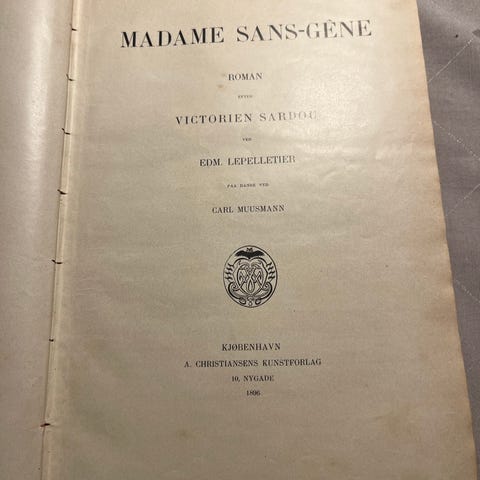 MADAME SANS-GÊNE
ROMAN
EFTER
VICTORIEN SARDOU
VED
EDM. LEPELLETIER
PAA DANSK VED
CARL MUUSMANN
KJØBENHAVN
A. CHRISTIANSENS KUNSTFORLAG
10, NYGADE
1896